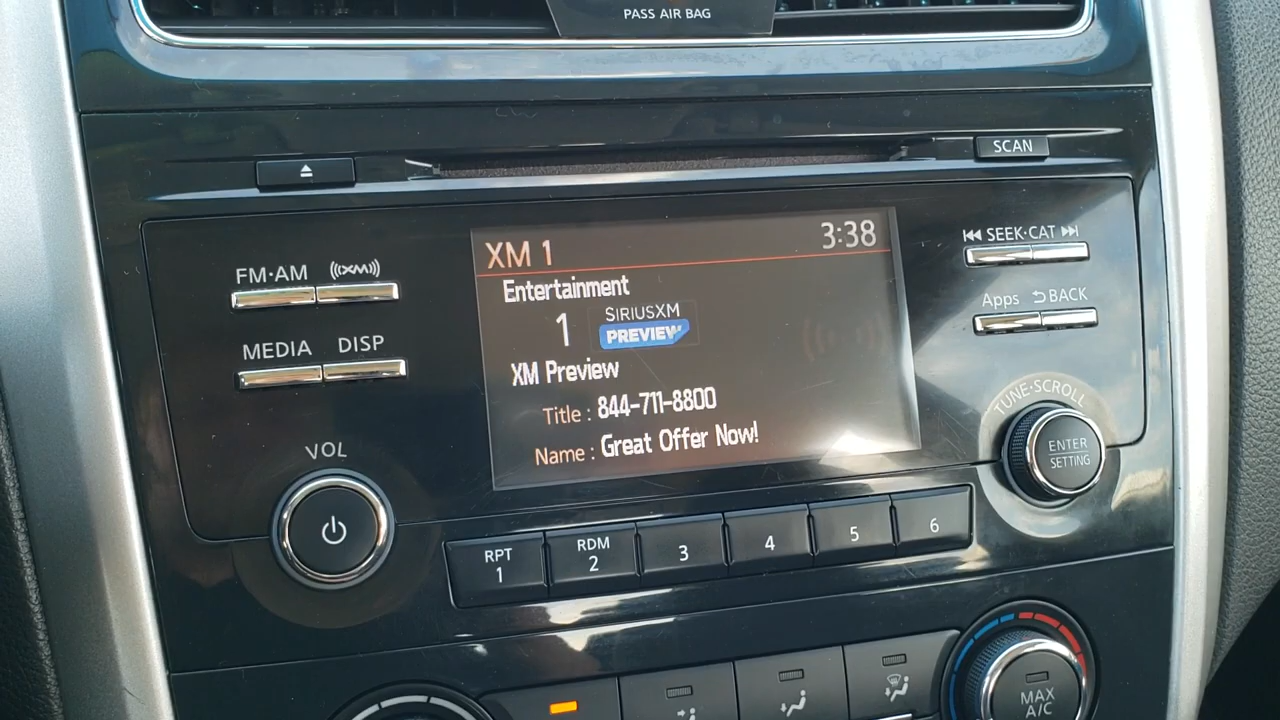 PASS AIR BAG
SCAN
FM·AM
XM
MEDIA
DISP
VOL
XM 1
3:38
Entertainment
1
SIRIUSXM
PREVIEW
XM Preview
Title : 844-711-8800
Name : Great Offer Now!
SEEK·CAT
Apps
BACK
TUNE·SCROLL
ENTER
SETTING
RPT
1
RDM
2
3
4
5
6
MAX
A/C